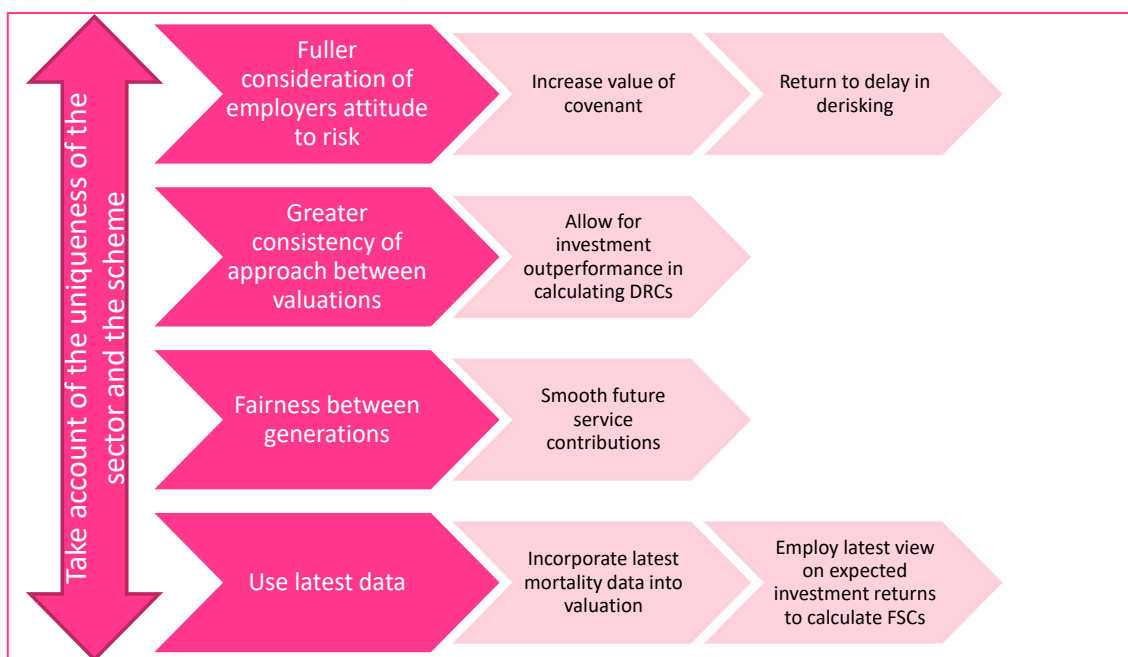 Take account of the uniqueness of the
sector and the scheme
Fuller
consideration of
employers attitude
to risk
Increase value of
covenant
Return to delay in
derisking
Greater
consistency of
approach between
valuations
Allow for
investment
outperformance in
calculating DRCs
Fairness between
generations
Smooth future
service
contributions
Use latest data
Incorporate latest
mortality data into
valuation
Employ latest view
on expected
investment returns
to calculate FSCs